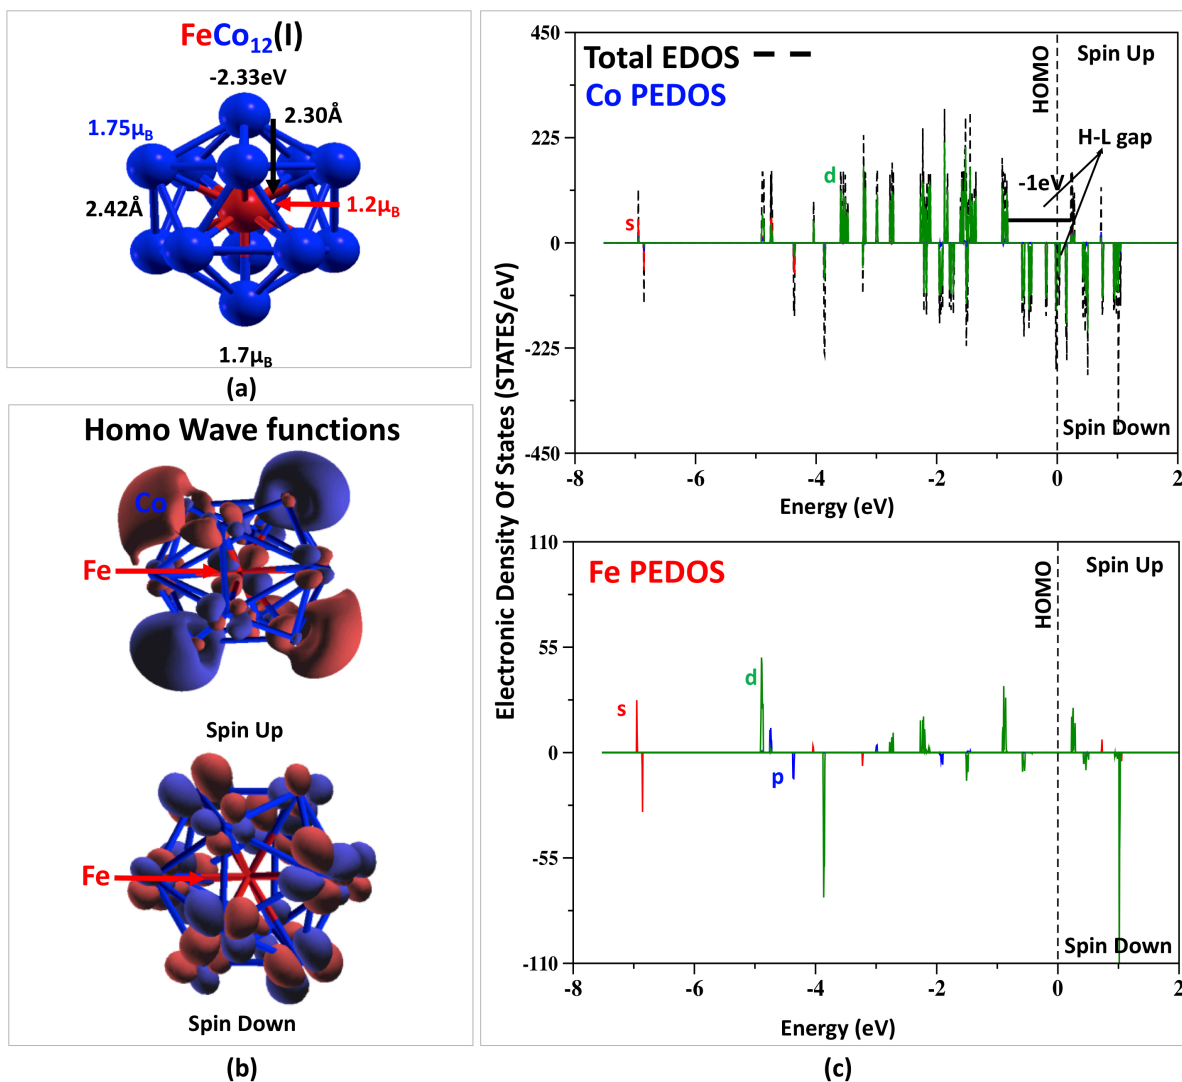 FeCo₁₂(I)
-2.33eV
2.30Å
1.75μ_B
2.42Å
1.2μ_B
1.7μ_B
(a)
Homo Wave functions
Co
Fe
Spin Up
Fe
Spin Down
(b)
Electronic Density Of States (STATES/eV)
450
225
0
-225
-450
Total EDOS
Co PEDOS
HOMO
Spin Up
H-L gap
~1eV
d
s
Spin Down
-8
-6
-4
-2
0
2
Energy (eV)
110
55
0
-55
-110
Fe PEDOS
HOMO
Spin Up
s
d
p
Spin Down
-8
-6
-4
-2
0
2
Energy (eV)
(c)